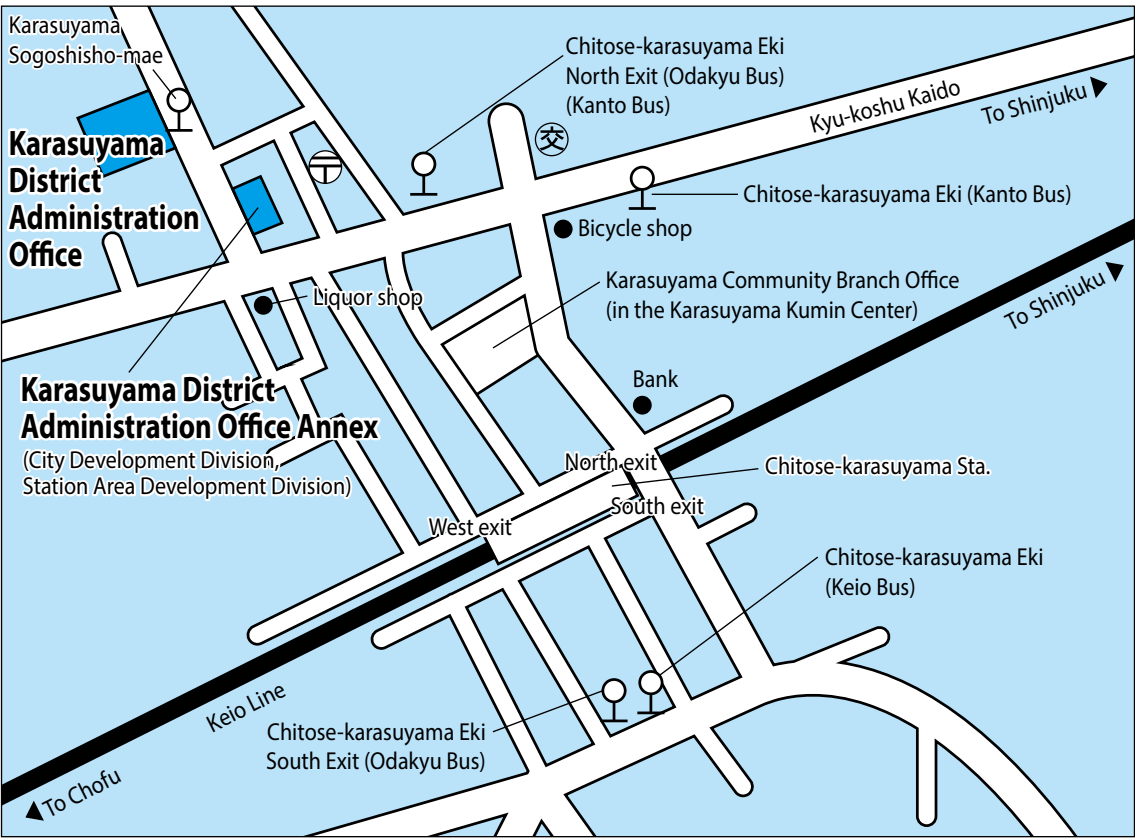 Karasuyama
Sogoshisho-mae
Chitose-karasuyama Eki
North Exit (Odakyu Bus)
(Kanto Bus)
Kyu-koshu Kaido
To Shinjuku
交
〒
Karasuyama
District
Administration
Office
Chitose-karasuyama Eki (Kanto Bus)
Bicycle shop
Karasuyama Community Branch Office
(in the Karasuyama Kumin Center)
To Shinjuku
Liquor shop
Karasuyama District
Administration Office Annex
(City Development Division,
Station Area Development Division)
Bank
North exit
Chitose-karasuyama Sta.
South exit
West exit
Chitose-karasuyama Eki
(Keio Bus)
Keio Line
Chitose-karasuyama Eki
South Exit (Odakyu Bus)
To Chofu